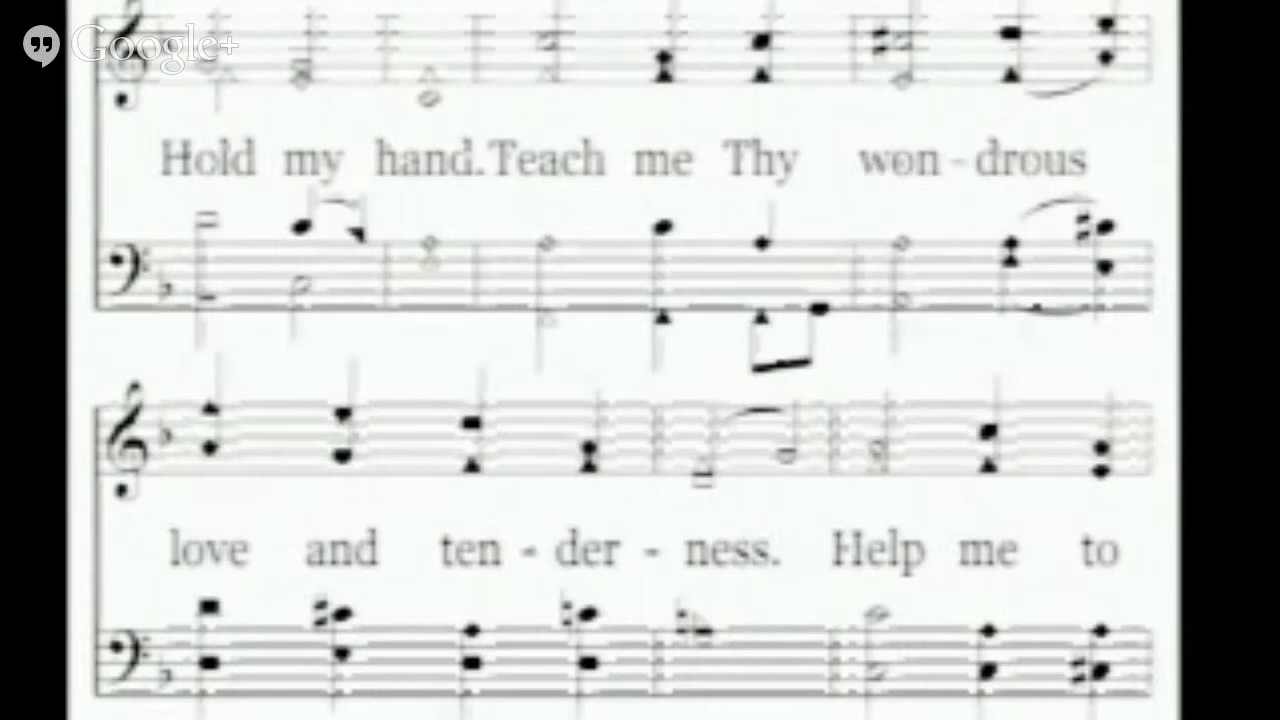 Google+
Hold my hand. Teach me Thy won - drous
love and ten - der - ness. Help me to